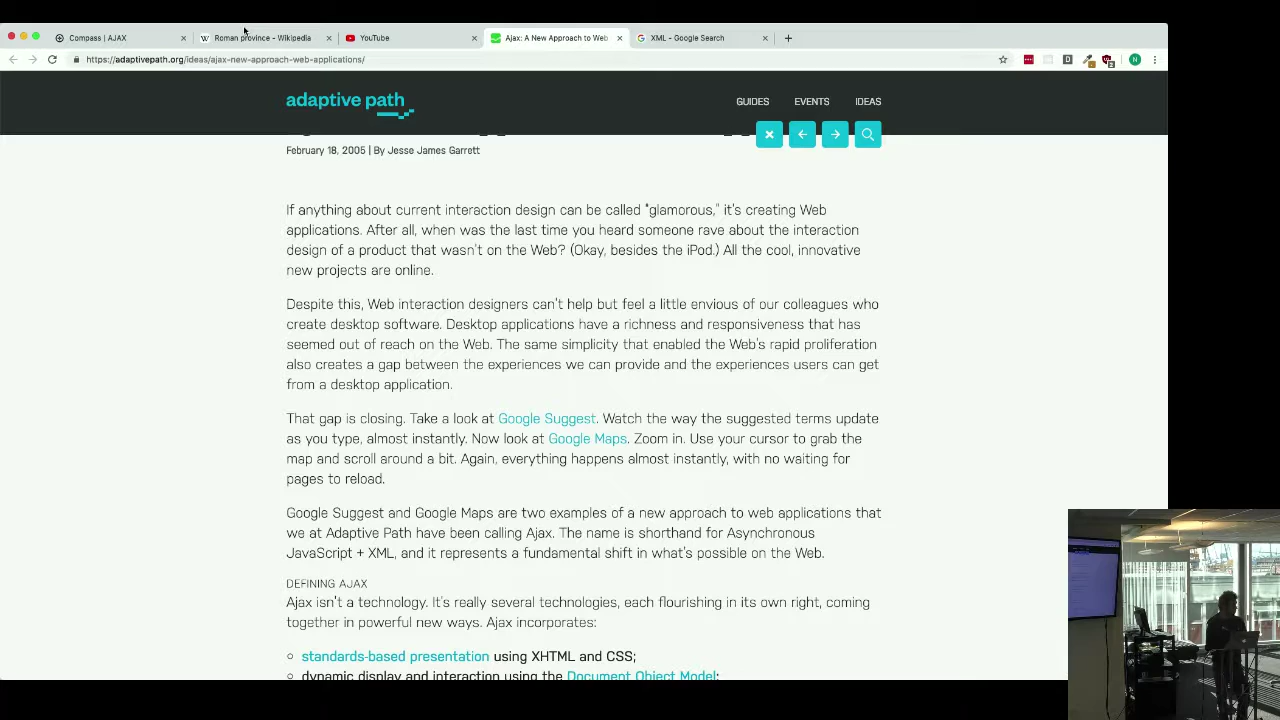 Compass | AJAX
Roman province - Wikipedia
YouTube
Ajax: A New Approach to Web
XML - Google Search
https://adaptivepath.org/ideas/ajax-new-approach-web-applications/
N
adaptive path
GUIDES
EVENTS
IDEAS
February 18, 2005 | By Jesse James Garrett
If anything about current interaction design can be called “glamorous,” it’s creating Web
applications. After all, when was the last time you heard someone rave about the interaction
design of a product that wasn’t on the Web? (Okay, besides the iPod.) All the cool, innovative
new projects are online.
Despite this, Web interaction designers can’t help but feel a little envious of our colleagues who
create desktop software. Desktop applications have a richness and responsiveness that has
seemed out of reach on the Web. The same simplicity that enabled the Web’s rapid proliferation
also creates a gap between the experiences we can provide and the experiences users can get
from a desktop application.
That gap is closing. Take a look at Google Suggest. Watch the way the suggested terms update
as you type, almost instantly. Now look at Google Maps. Zoom in. Use your cursor to grab the
map and scroll around a bit. Again, everything happens almost instantly, with no waiting for
pages to reload.
Google Suggest and Google Maps are two examples of a new approach to web applications that
we at Adaptive Path have been calling Ajax. The name is shorthand for Asynchronous
JavaScript + XML, and it represents a fundamental shift in what’s possible on the Web.
DEFINING AJAX
Ajax isn’t a technology. It’s really several technologies, each flourishing in its own right, coming
together in powerful new ways. Ajax incorporates:
standards-based presentation using XHTML and CSS;
dynamic display and interaction using the Document Object Model;